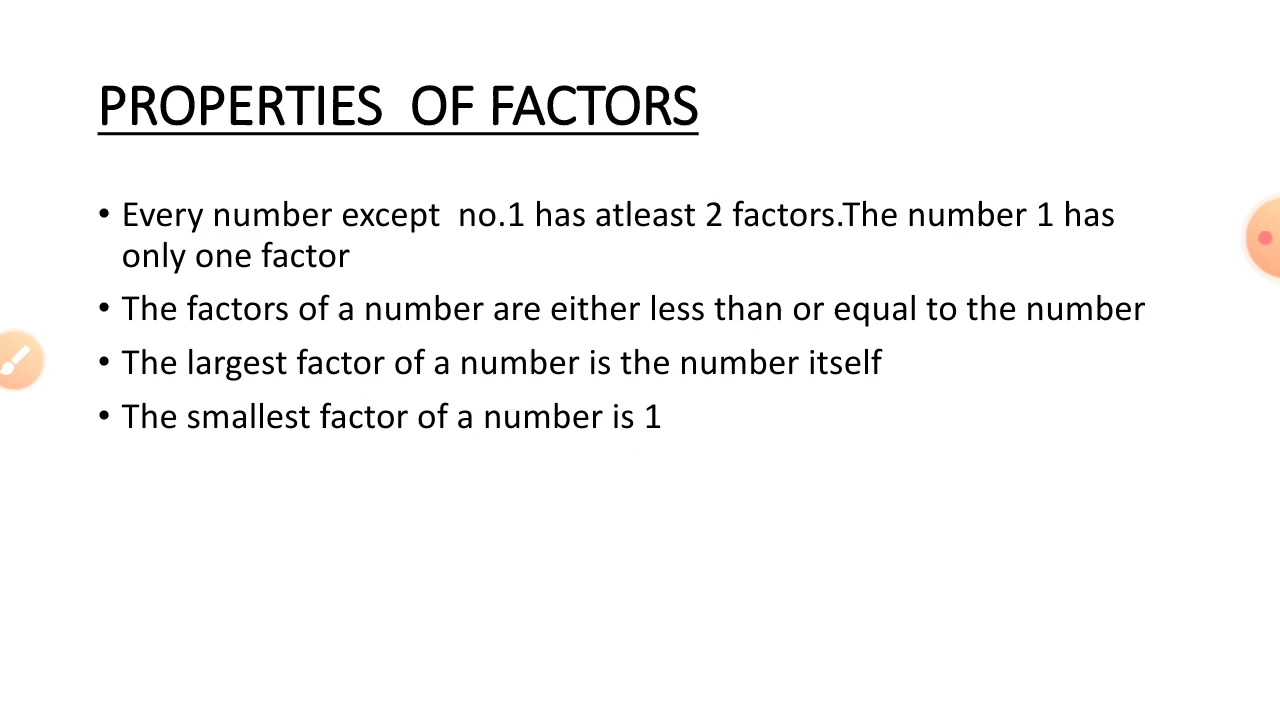 PROPERTIES  OF FACTORS
• Every number except  no.1 has atleast 2 factors.The number 1 has
only one factor
• The factors of a number are either less than or equal to the number
• The largest factor of a number is the number itself
• The smallest factor of a number is 1